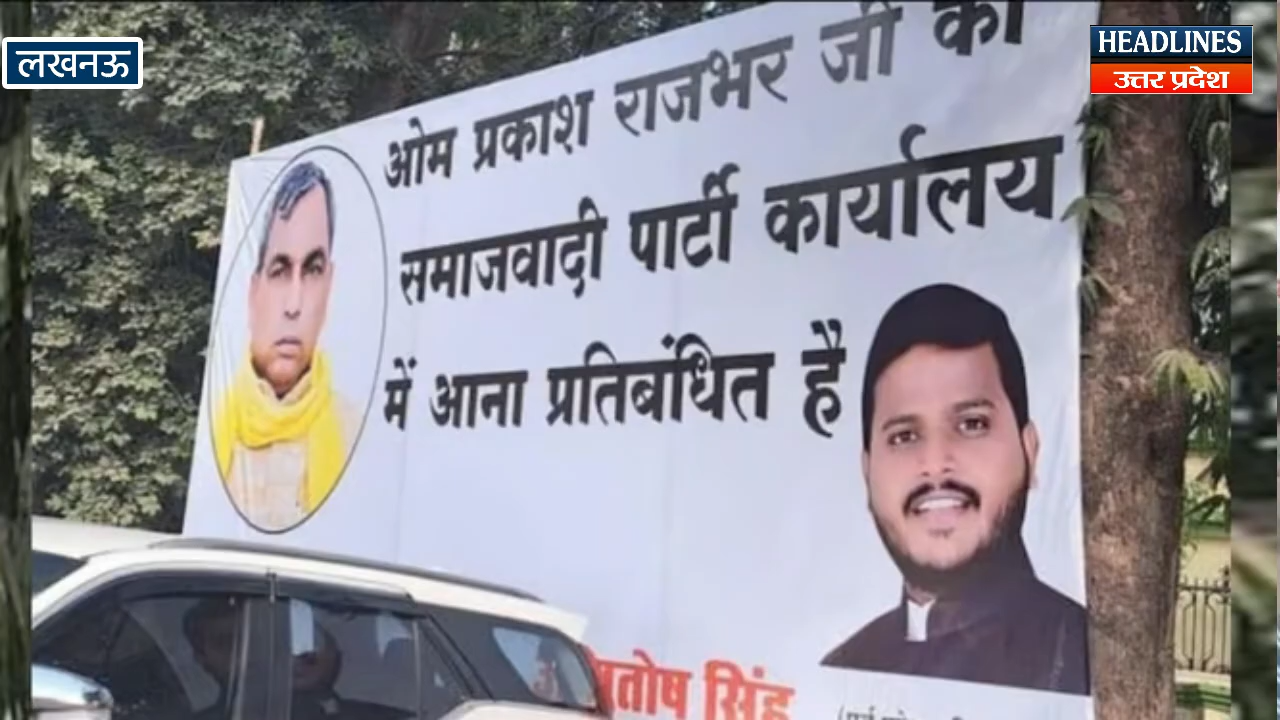 लखनऊ
HEADLINES
उत्तर प्रदेश
ओम प्रकाश राजभर जी का
समाजवादी पार्टी कार्यालय
में आना प्रतिबंधित है
सिंह